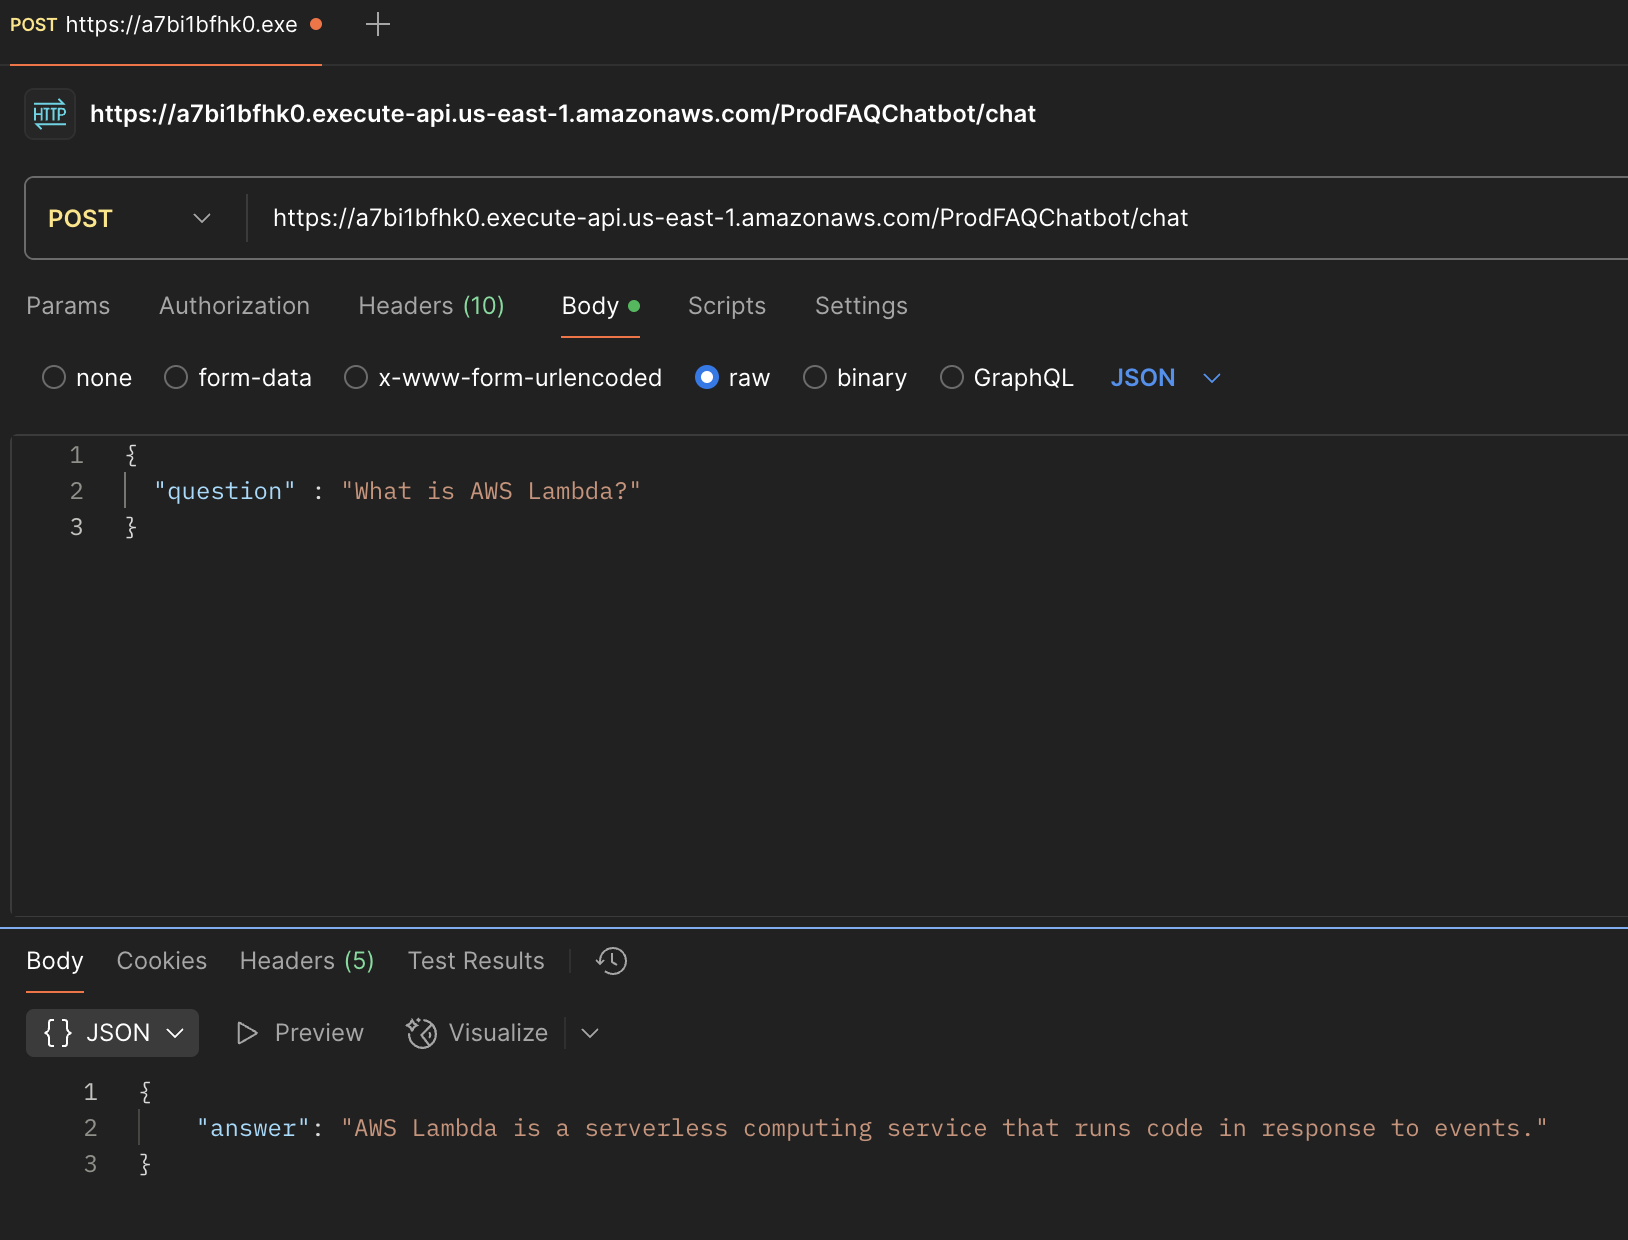 POST https://a7bi1bfhk0.exe
HTTP https://a7bi1bfhk0.execute-api.us-east-1.amazonaws.com/ProdFAQChatbot/chat
POST https://a7bi1bfhk0.execute-api.us-east-1.amazonaws.com/ProdFAQChatbot/chat
Params Authorization Headers (10) Body Scripts Settings
none form-data x-www-form-urlencoded raw binary GraphQL JSON
1 {
2 "question" : "What is AWS Lambda?"
3 }
Body Cookies Headers (5) Test Results
{ } JSON Preview Visualize
1 {
2 "answer": "AWS Lambda is a serverless computing service that runs code in response to events."
3 }